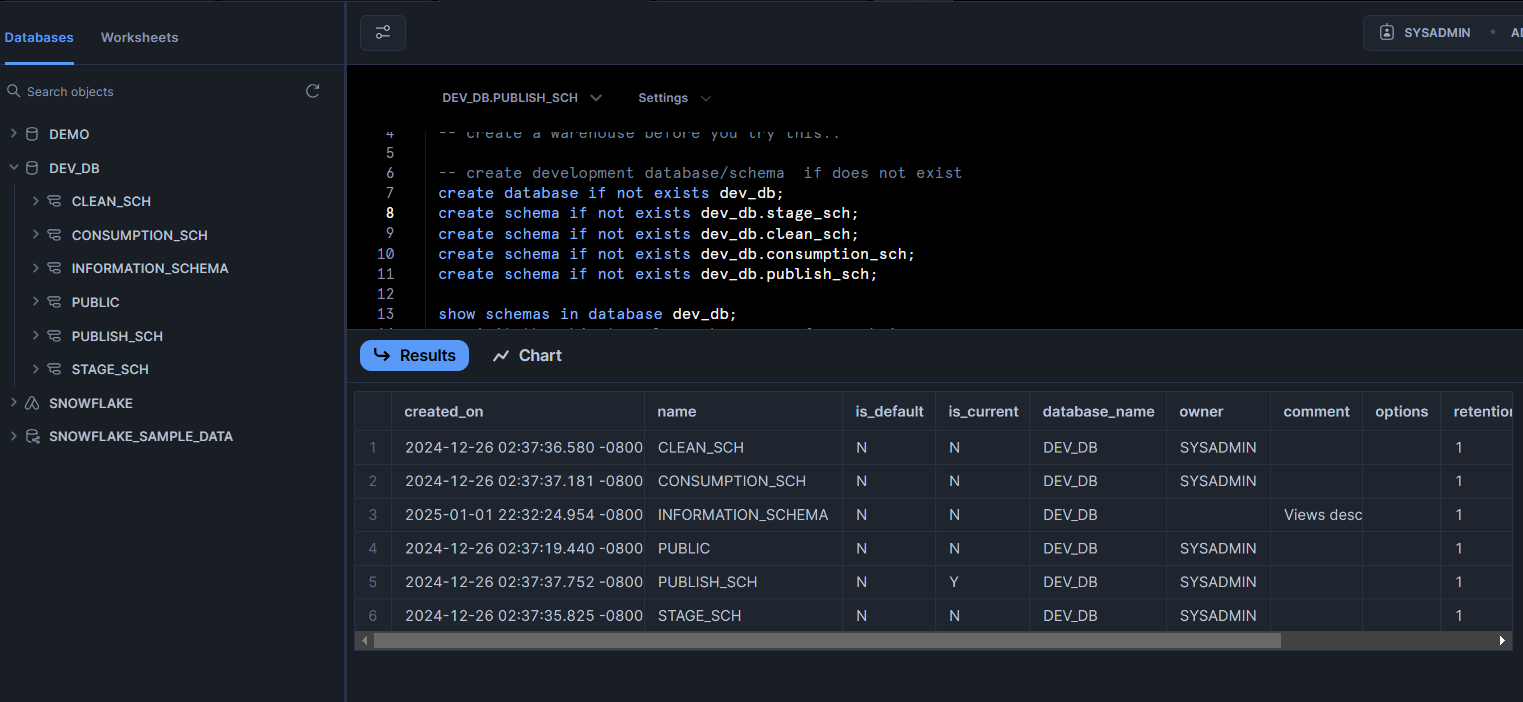 Databases Worksheets
SYSADMIN
Search objects
DEV_DB.PUBLISH_SCH Settings
DEMO
DEV_DB
CLEAN_SCH
CONSUMPTION_SCH
INFORMATION_SCHEMA
PUBLIC
PUBLISH_SCH
STAGE_SCH
SNOWFLAKE
SNOWFLAKE_SAMPLE_DATA
4 -- create a warehouse before you try this..
5
6 -- create development database/schema  if does not exist
7 create database if not exists dev_db;
8 create schema if not exists dev_db.stage_sch;
9 create schema if not exists dev_db.clean_sch;
10 create schema if not exists dev_db.consumption_sch;
11 create schema if not exists dev_db.publish_sch;
12
13 show schemas in database dev_db;
Results Chart
created_on name is_default is_current database_name owner comment options retention
1 2024-12-26 02:37:36.580 -0800 CLEAN_SCH N N DEV_DB SYSADMIN 1
2 2024-12-26 02:37:37.181 -0800 CONSUMPTION_SCH N N DEV_DB SYSADMIN 1
3 2025-01-01 22:32:24.954 -0800 INFORMATION_SCHEMA N N DEV_DB Views desc 1
4 2024-12-26 02:37:19.440 -0800 PUBLIC N N DEV_DB SYSADMIN 1
5 2024-12-26 02:37:37.752 -0800 PUBLISH_SCH N Y DEV_DB SYSADMIN 1
6 2024-12-26 02:37:35.825 -0800 STAGE_SCH N N DEV_DB SYSADMIN 1